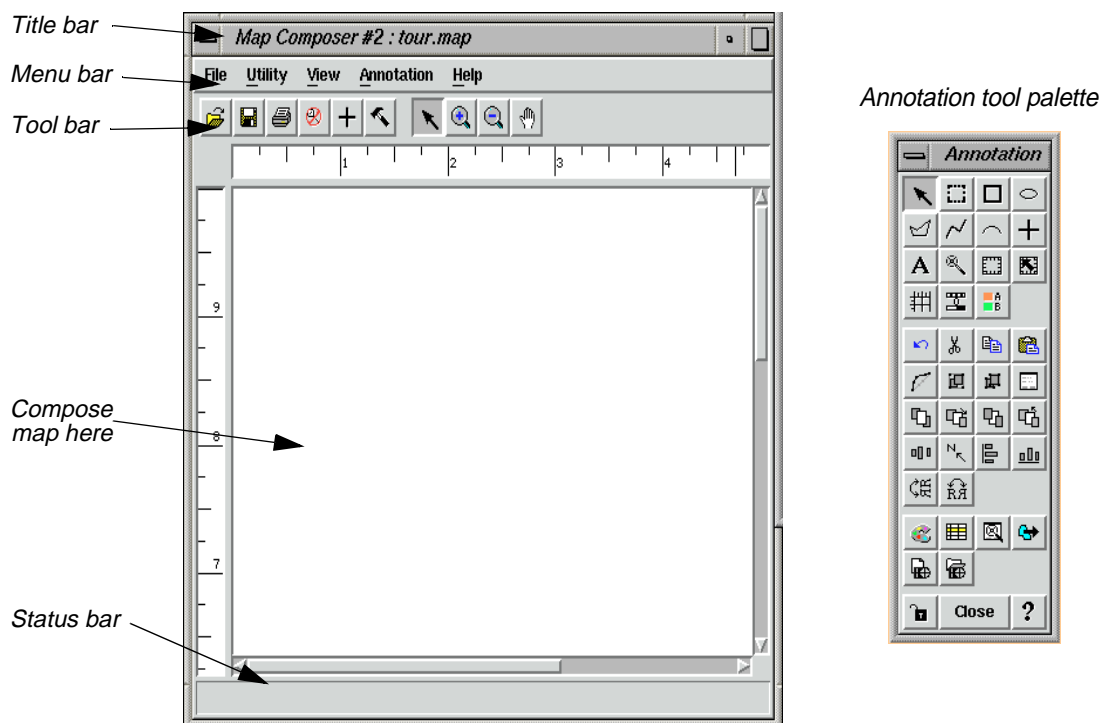 Title bar
Map Composer #2 : tour.map
Menu bar
File Utility View Annotation Help
Tool bar
1 2 3 4
9
8
7
Compose
map here
Status bar
Annotation tool palette
Annotation
A
A
B
N
Close ?